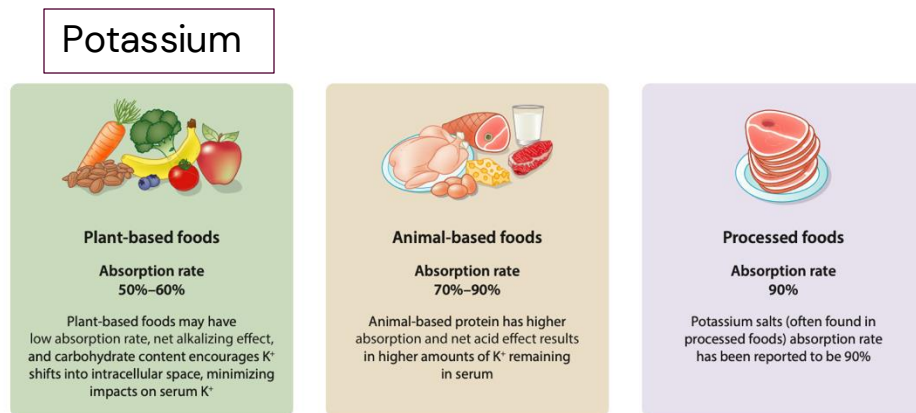 Potassium
Plant-based foods
Absorption rate
50%–60%
Plant-based foods may have
low absorption rate, net alkalizing effect,
and carbohydrate content encourages K⁺
shifts into intracellular space, minimizing
impacts on serum K⁺
Animal-based foods
Absorption rate
70%–90%
Animal-based protein has higher
absorption and net acid effect results
in higher amounts of K⁺ remaining
in serum
Processed foods
Absorption rate
90%
Potassium salts (often found in
processed foods) absorption rate
has been reported to be 90%